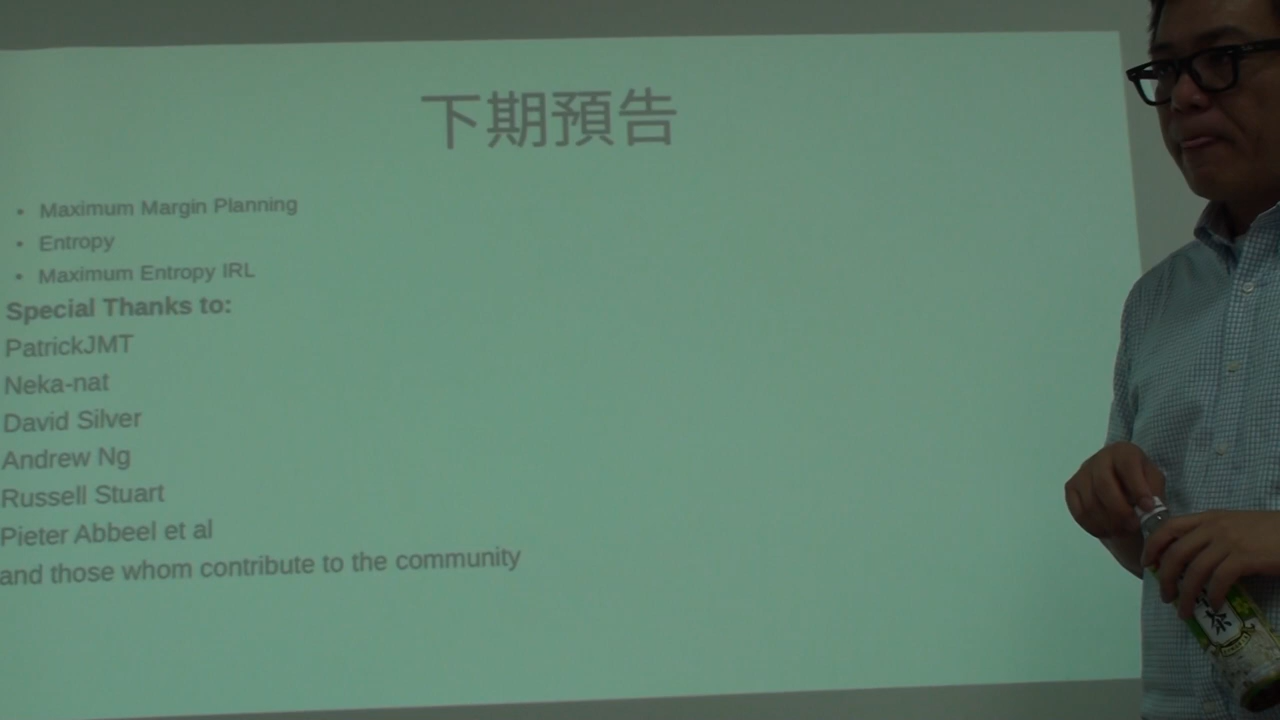 下期預告
• Maximum Margin Planning
• Entropy
• Maximum Entropy IRL
Special Thanks to:
PatrickJMT
Neka-nat
David Silver
Andrew Ng
Russell Stuart
Pieter Abbeel et al
and those whom contribute to the community
茶